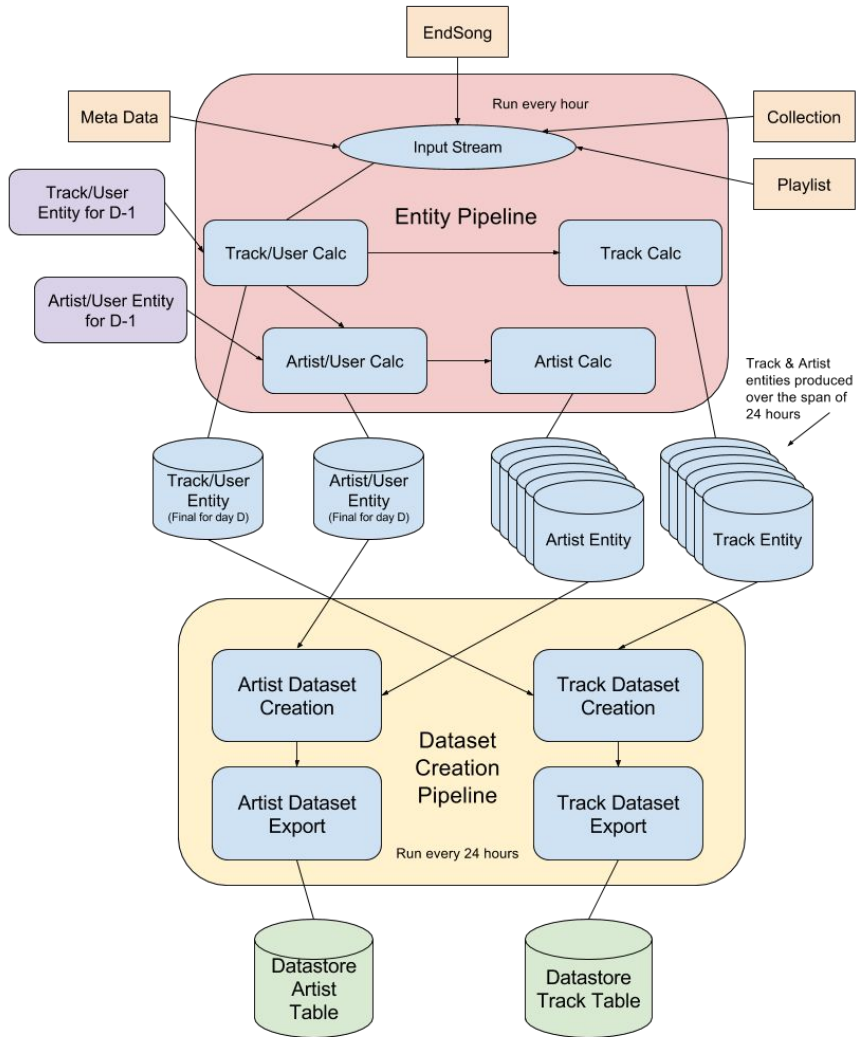 EndSong
Run every hour
Meta Data
Collection
Input Stream
Playlist
Track/User
Entity for D-1
Entity Pipeline
Track/User Calc
Track Calc
Artist/User Entity
for D-1
Artist/User Calc
Artist Calc
Track & Artist
entities produced
over the span of
24 hours
Track/User
Entity
(Final for day D)
Artist/User
Entity
(Final for day D)
Artist Entity
Track Entity
Artist Dataset
Creation
Track Dataset
Creation
Dataset
Creation
Pipeline
Artist Dataset
Export
Track Dataset
Export
Run every 24 hours
Datastore
Artist
Table
Datastore
Track Table